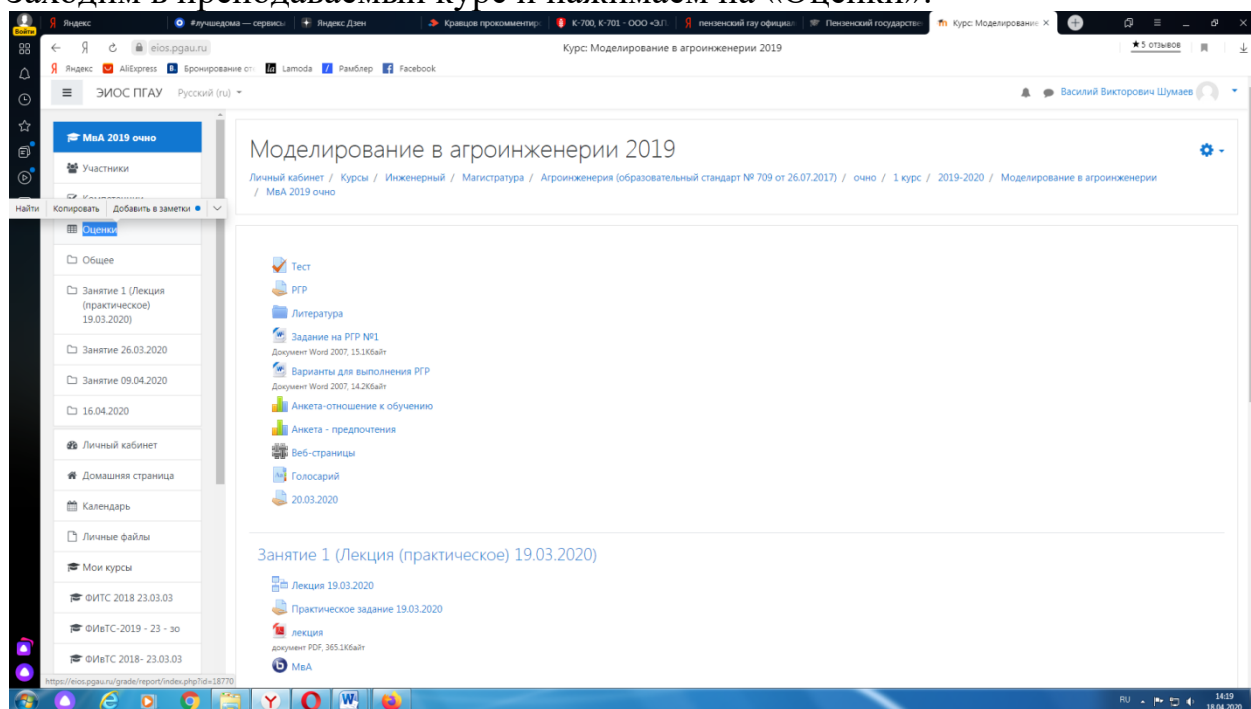 Заходим в преподаваемый курс и нажимаем на «Оценки».
Войти
Яндекс
#лучшедома — сервисы
Яндекс Дзен
Кравцов прокомментиро
К-700, К-701 - ООО «ЭЛ
пензенский гау официал
Пензенский государстве
Курс: Моделирование
eios.pgau.ru
Курс: Моделирование в агроинженерии 2019
★5 отзывов
Яндекс
AliExpress
Бронирование от
Lamoda
Рамблер
Facebook
ЭИОС ПГАУ
Русский (ru)
Василий Викторович Шумаев
МвА 2019 очно
Участники
Найти
Копировать
Добавить в заметки
Оценки
Общее
Занятие 1 (Лекция
(практическое)
19.03.2020)
Занятие 26.03.2020
Занятие 09.04.2020
16.04.2020
Личный кабинет
Домашняя страница
Календарь
Личные файлы
Мои курсы
ФИТС 2018 23.03.03
ФИвТС-2019 - 23 - зо
ФИвТС 2018- 23.03.03
https://eios.pgau.ru/grade/report/index.php?id=18770
Моделирование в агроинженерии 2019
Личный кабинет / Курсы / Инженерный / Магистратура / Агроинженерия (образовательный стандарт № 709 от 26.07.2017) / очно / 1 курс / 2019-2020 / Моделирование в агроинженерии
/ МвА 2019 очно
Тест
РГР
Литература
Задание на РГР №1
Документ Word 2007, 15.1Кбайт
Варианты для выполнения РГР
Документ Word 2007, 14.2Кбайт
Анкета-отношение к обучению
Анкета - предпочтения
Веб-страницы
Голосарий
20.03.2020
Занятие 1 (Лекция (практическое) 19.03.2020)
Лекция 19.03.2020
Практическое задание 19.03.2020
лекция
документ PDF, 365.1Кбайт
МвА
RU
14:19
18.04.2020